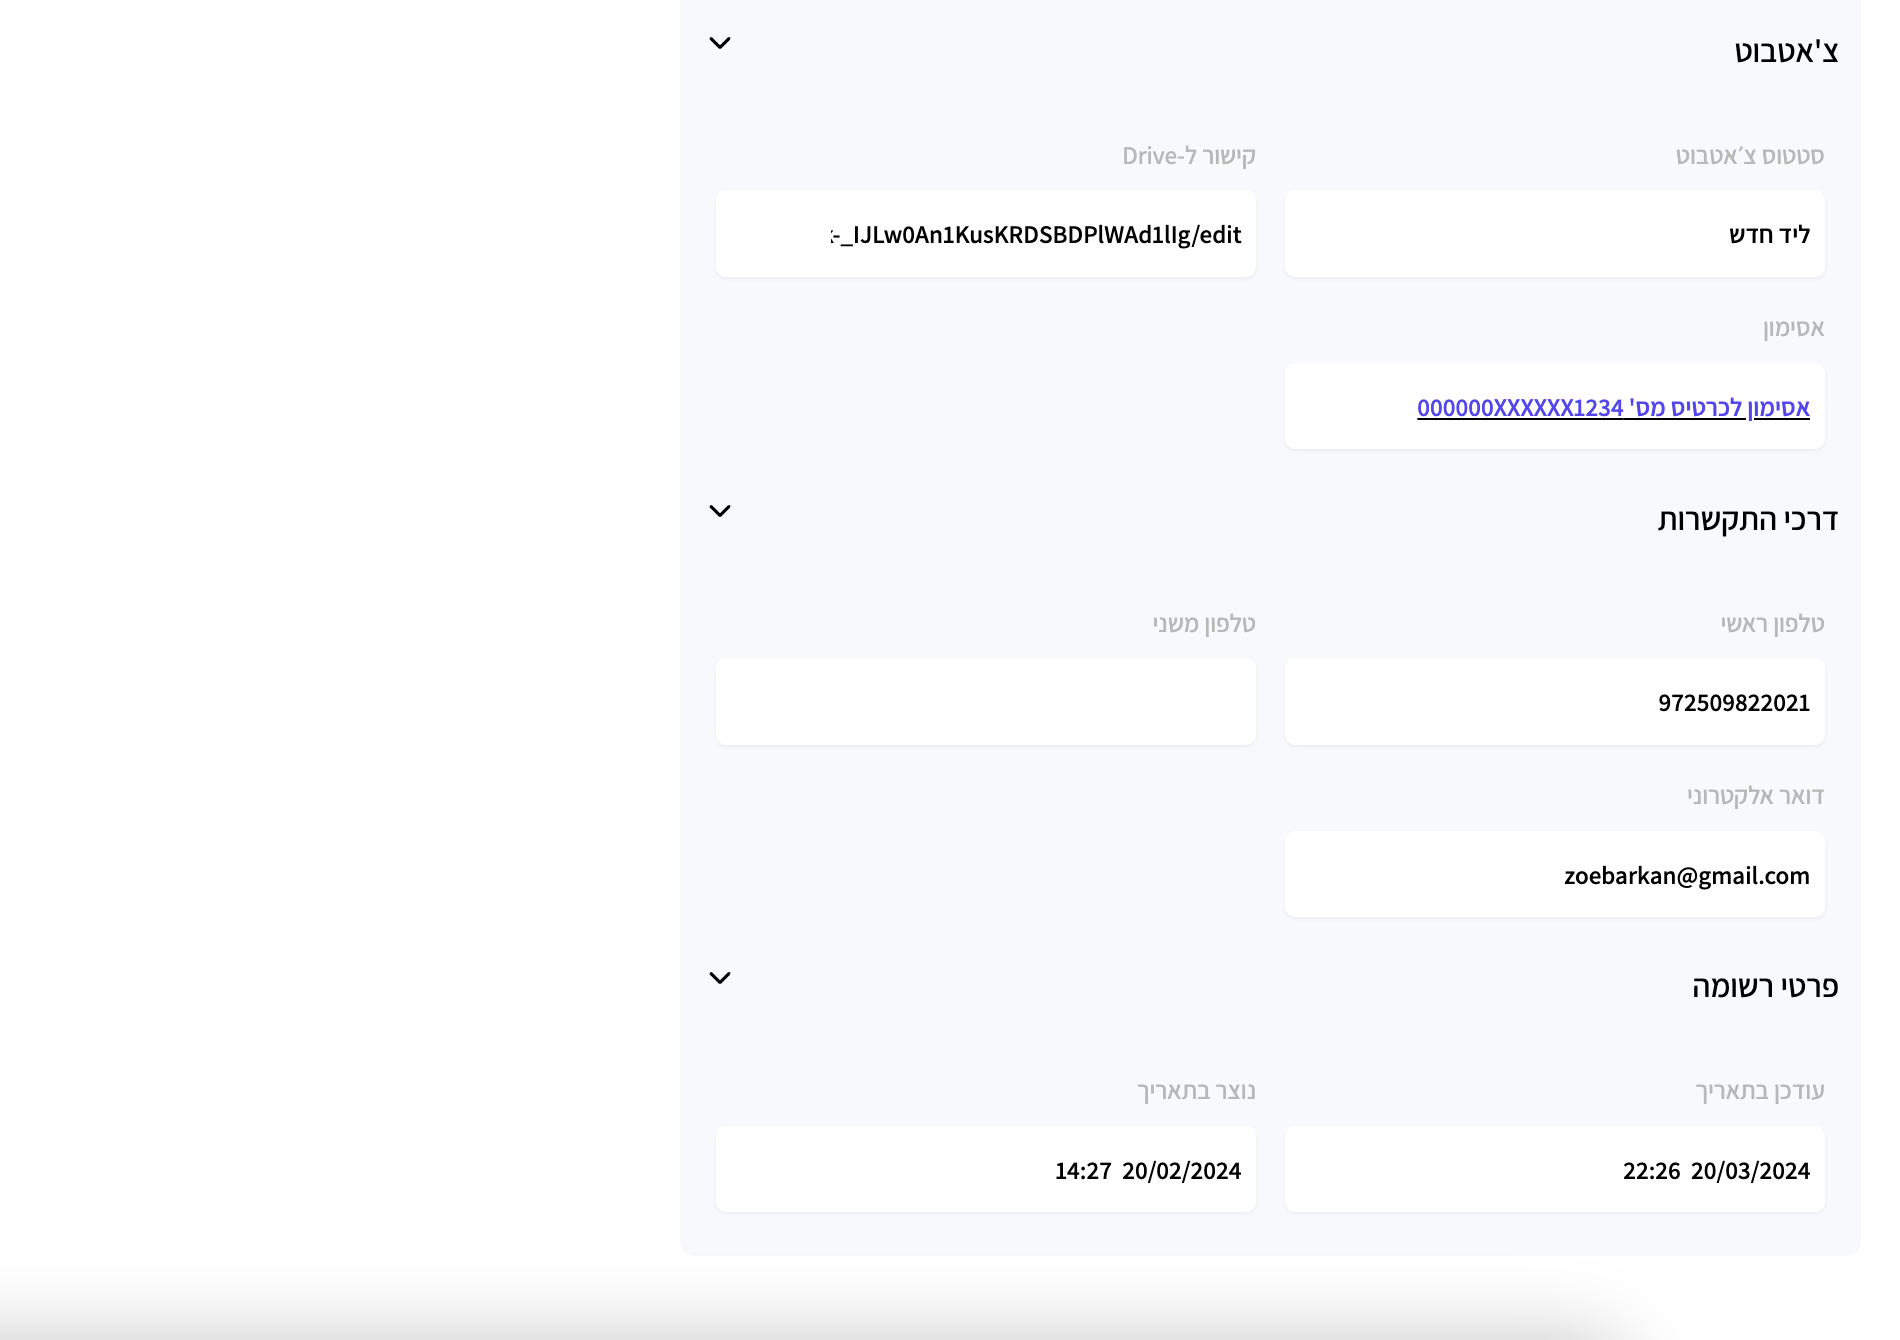 צ'אטבוט
סטטוס צ׳אטבוט
קישור ל-Drive
ליד חדש
-_IJLw0An1KusKRDSBDPlWAd1lIg/edit
אסימון
אסימון לכרטיס מס' 000000XXXXXX1234
דרכי התקשרות
טלפון ראשי
טלפון משני
972509822021
דואר אלקטרוני
zoebarkan@gmail.com
פרטי רשומה
עודכן בתאריך
נוצר בתאריך
20/03/2024 22:26
20/02/2024 14:27